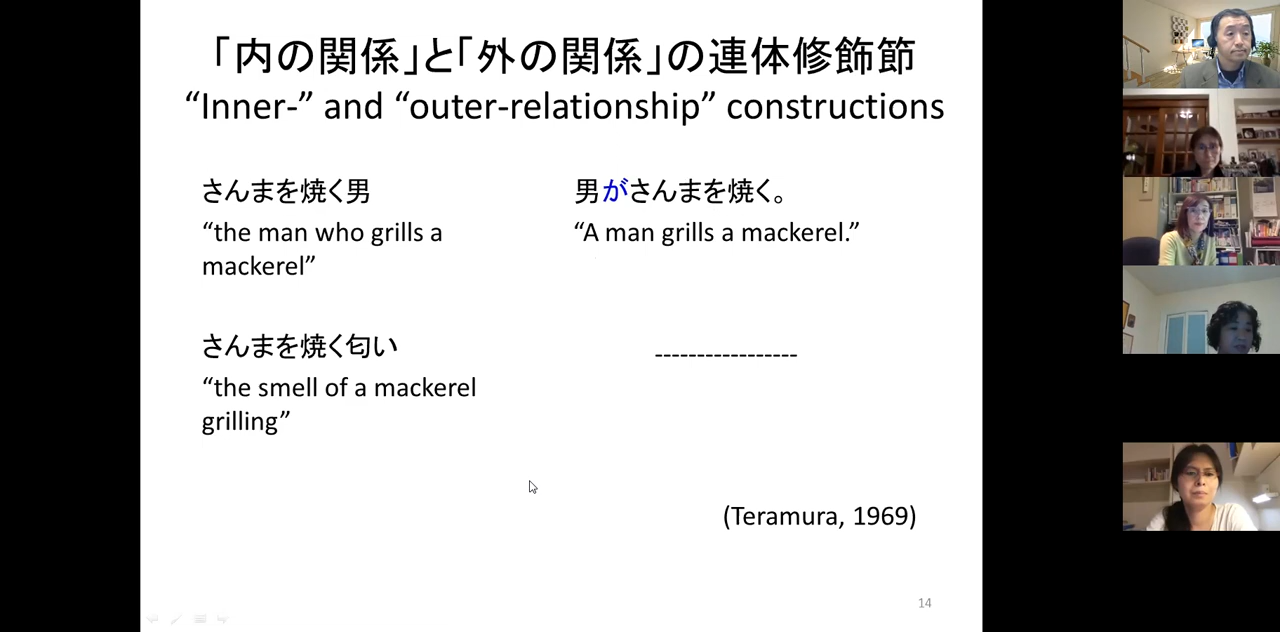 「内の関係」と「外の関係」の連体修飾節
“Inner-” and “outer-relationship” constructions
さんまを焼く男
“the man who grills a
mackerel”
男がさんまを焼く。
“A man grills a mackerel.”
さんまを焼く匂い
“the smell of a mackerel
grilling”
-----------------
(Teramura, 1969)
14